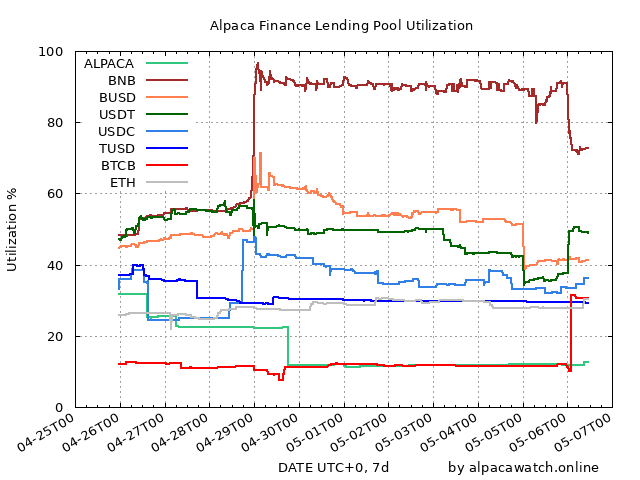 Alpaca Finance Lending Pool Utilization
100
80
60
40
20
0
Utilization %
ALPACA
BNB
BUSD
USDT
USDC
TUSD
BTCB
ETH
04-25T00
04-26T00
04-27T00
04-28T00
04-29T00
04-30T00
05-01T00
05-02T00
05-03T00
05-04T00
05-05T00
05-06T00
05-07T00
DATE UTC+0, 7d
by alpacawatch.online